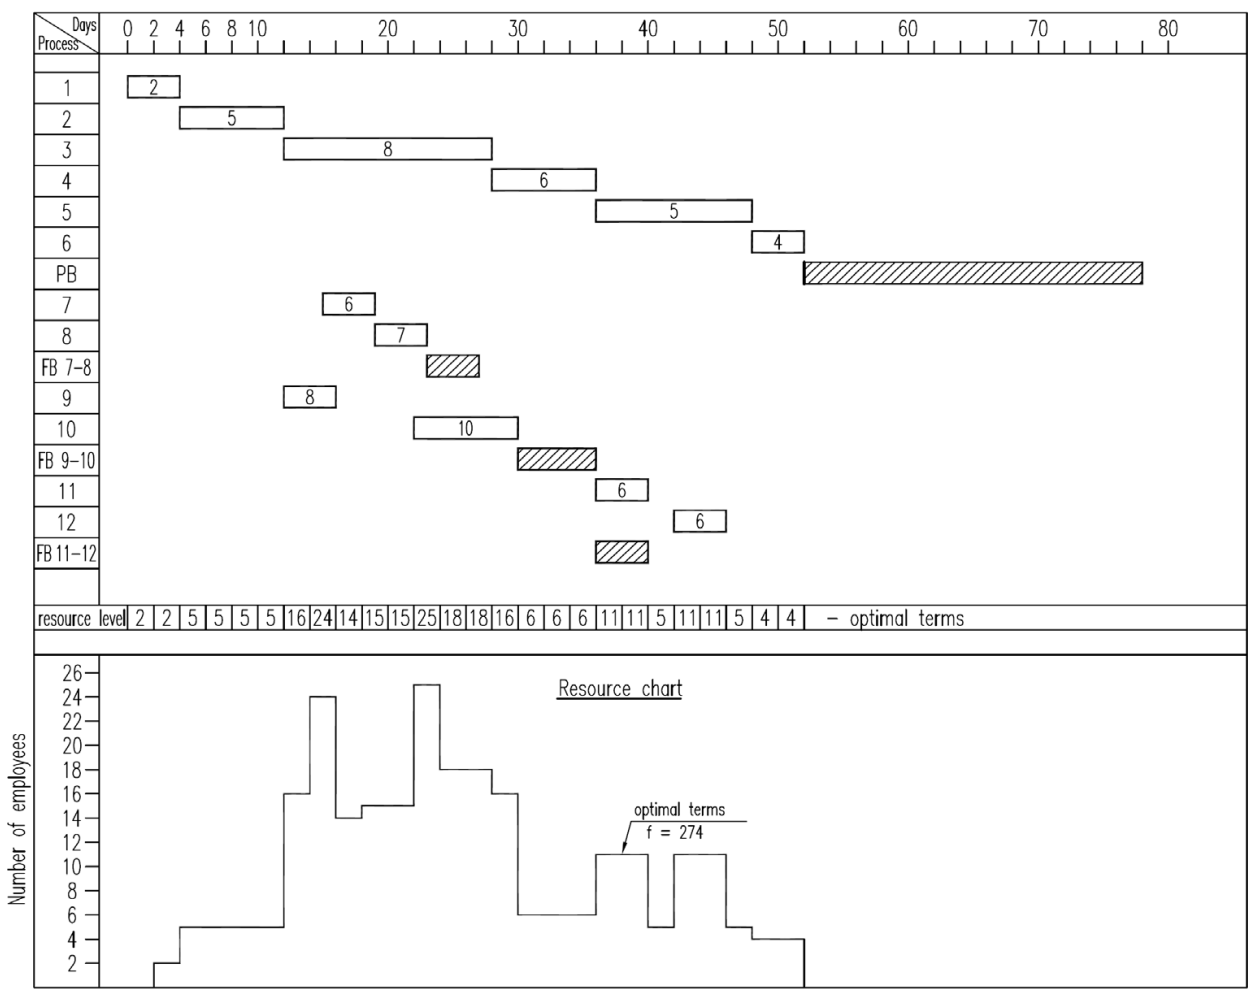 Days 0 2 4 6 8 10 20 30 40 50 60 70 80
Process
1 2
2 5
3 8
4 6
5 5
6 4
PB
7 6
8 7
FB 7-8
9 8
10 10
FB 9-10
11 6
12 6
FB 11-12
resource level 2 2 5 5 5 5 16 24 14 15 15 25 18 18 16 6 6 6 11 11 5 11 11 5 4 4 - optimal terms
Resource chart
Number of employees
26
24
22
20
18
16
14
12
10
8
6
4
2
optimal terms
f = 274